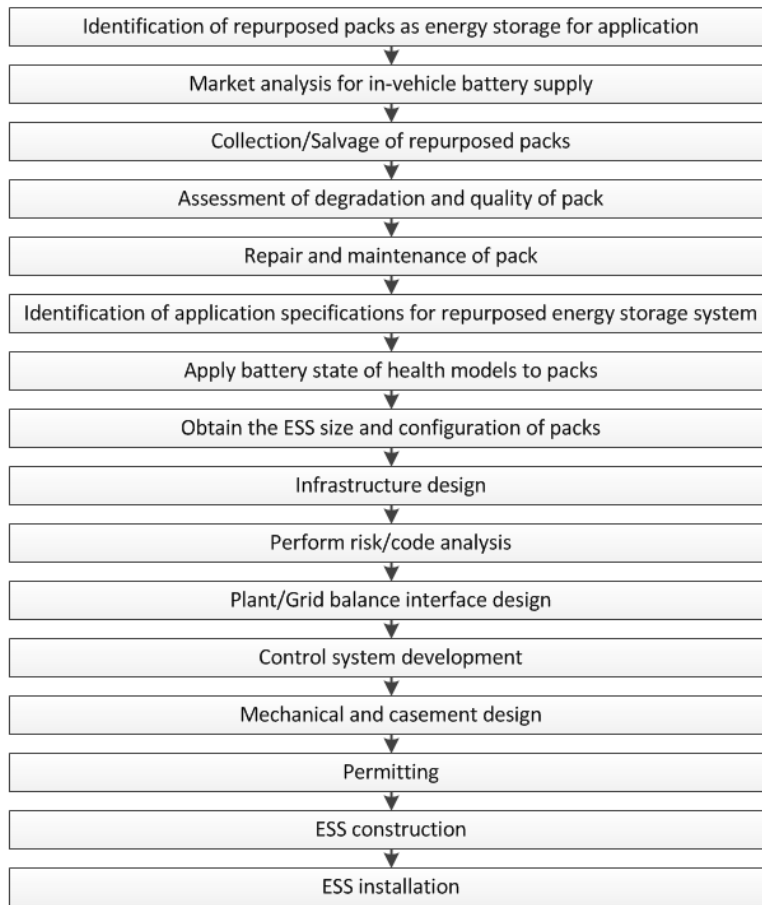 Identification of repurposed packs as energy storage for application
Market analysis for in-vehicle battery supply
Collection/Salvage of repurposed packs
Assessment of degradation and quality of pack
Repair and maintenance of pack
Identification of application specifications for repurposed energy storage system
Apply battery state of health models to packs
Obtain the ESS size and configuration of packs
Infrastructure design
Perform risk/code analysis
Plant/Grid balance interface design
Control system development
Mechanical and casement design
Permitting
ESS construction
ESS installation